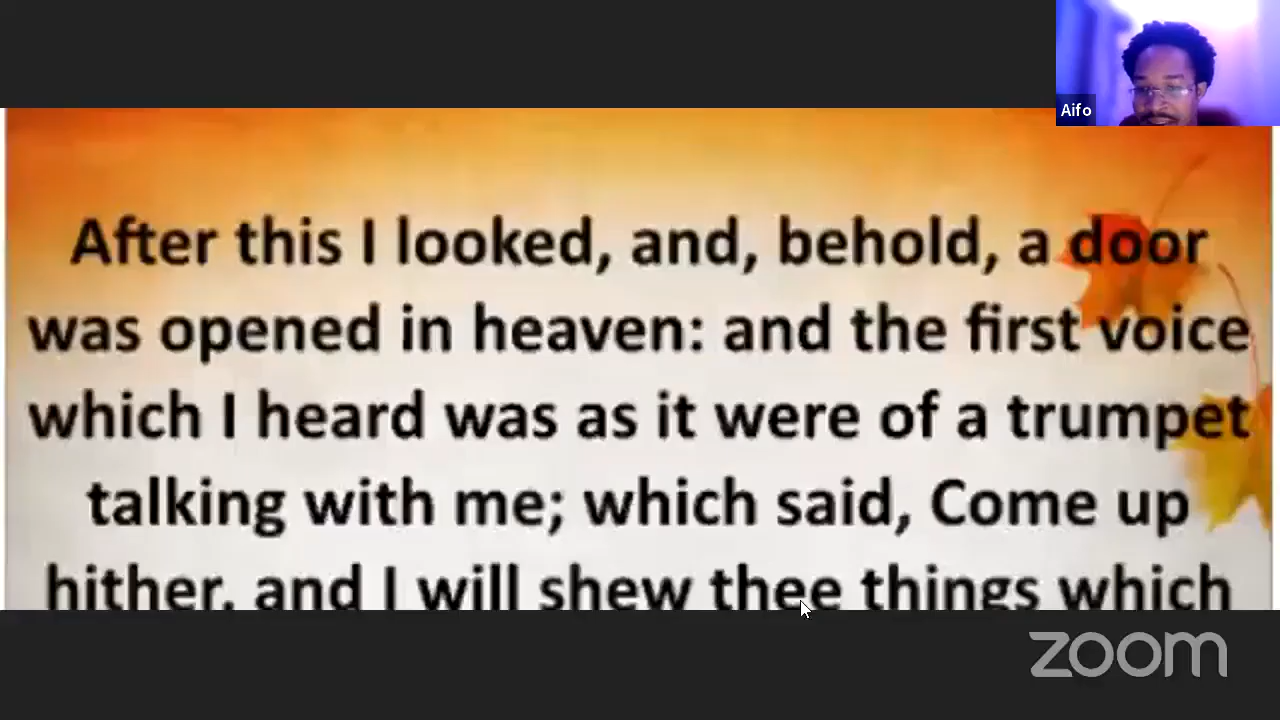 Aifo
After this I looked, and, behold, a door
was opened in heaven: and the first voice
which I heard was as it were of a trumpet
talking with me; which said, Come up
hither, and I will shew thee things which
zoom